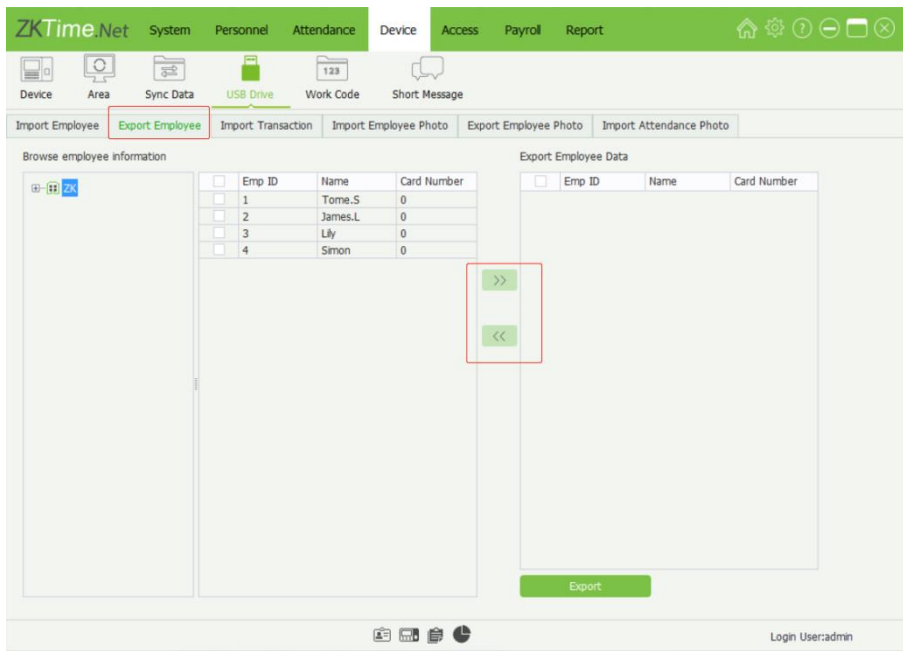 ZKTime.Net System Personnel Attendance Device Access Payroll Report
123
Device Area Sync Data USB Drive Work Code Short Message
Import Employee Export Employee Import Transaction Import Employee Photo Export Employee Photo Import Attendance Photo
Browse employee information
Export Employee Data
ZK
Emp ID Name Card Number
1 Tome.S 0
2 James.L 0
3 Lily 0
4 Simon 0
>>
<<
Emp ID Name Card Number
Export
Login User:admin